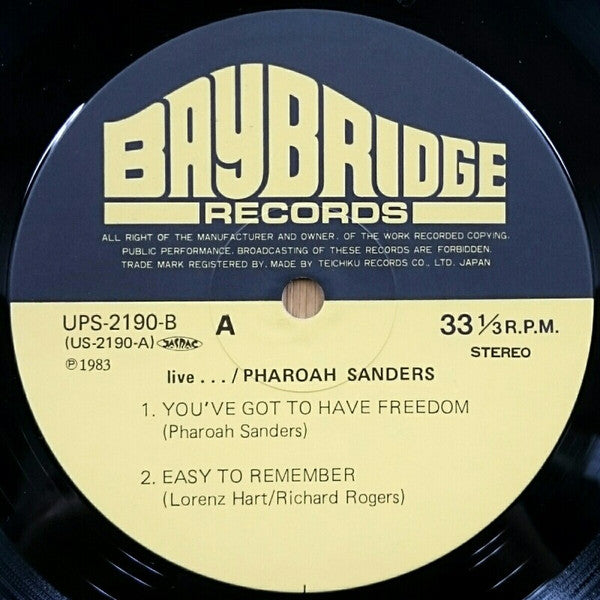 BAYBRIDGE
RECORDS
ALL RIGHT OF THE MANUFACTURER AND OWNER. OF THE WORK RECORDED COPYING.
PUBLIC PERFORMANCE. BROADCASTING OF THESE RECORDS ARE FORBIDDEN.
TRADE MARK REGISTERED BY. MADE BY TEICHIKU RECORDS CO., LTD. JAPAN
UPS-2190-B A 33 1/3 R.P.M.
(US-2190-A) JASRAC STEREO
℗1983
live.../PHAROAH SANDERS
1. YOU'VE GOT TO HAVE FREEDOM
(Pharoah Sanders)
2. EASY TO REMEMBER
(Lorenz Hart/Richard Rogers)